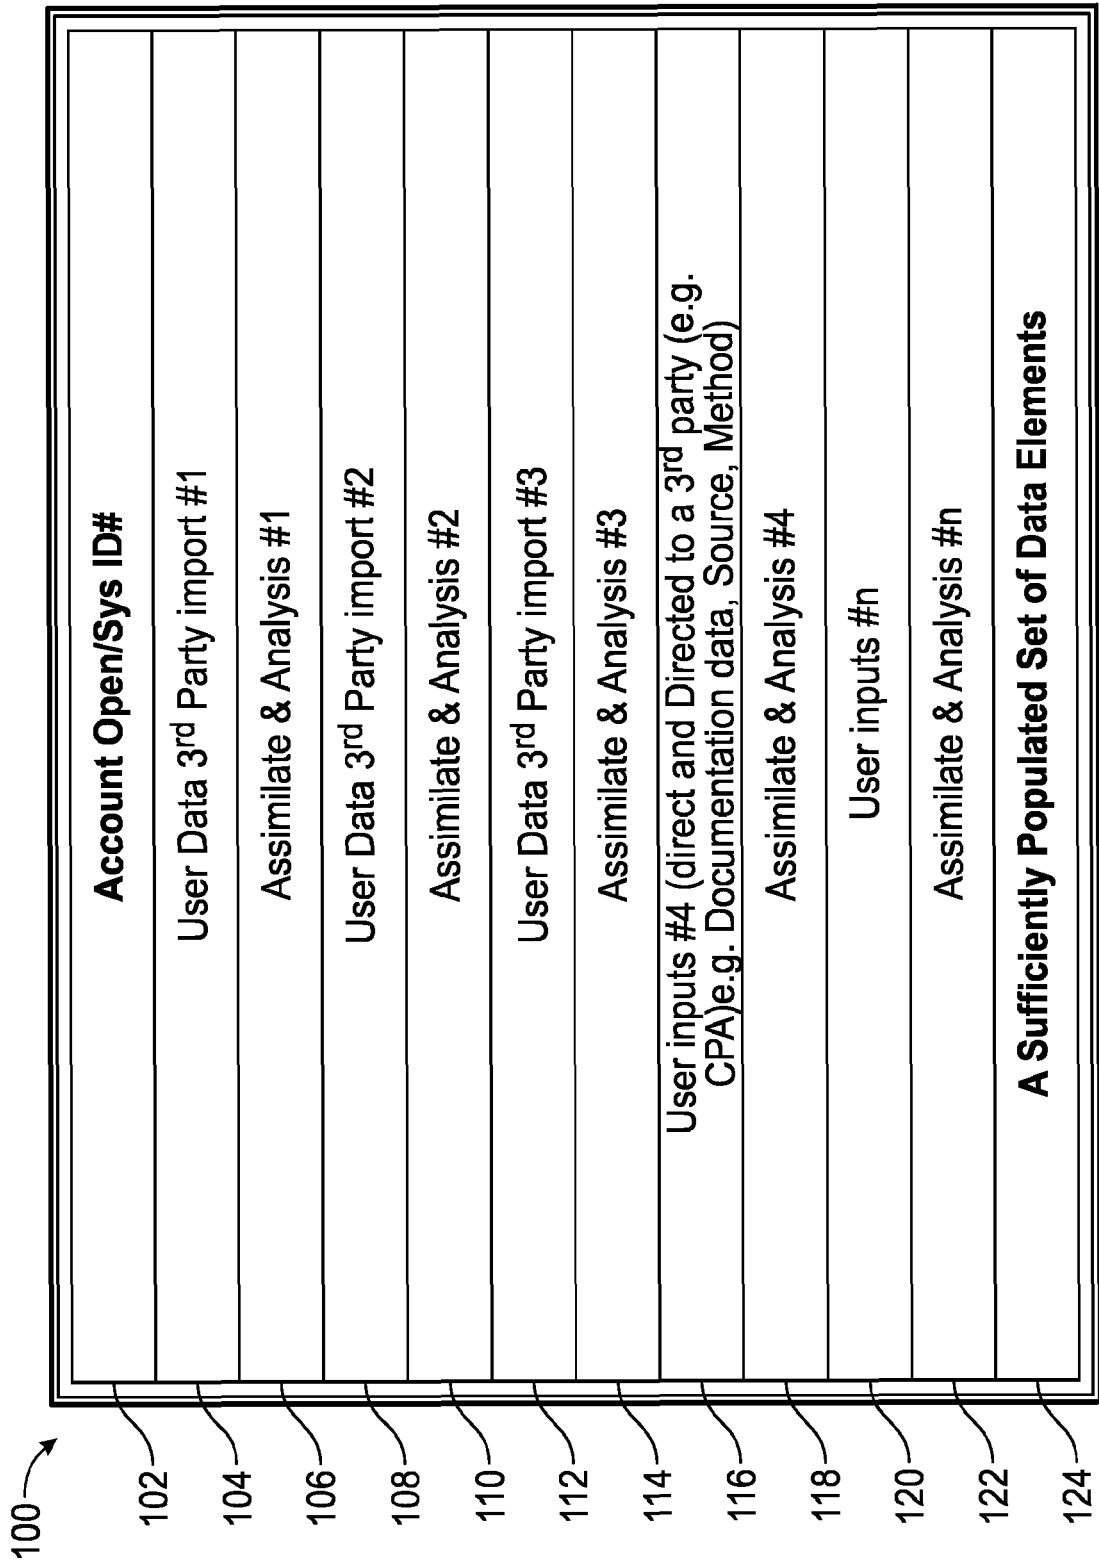 100
102
Account Open/Sys ID#
104
User Data 3rd Party import #1
106
Assimilate & Analysis #1
108
User Data 3rd Party import #2
110
Assimilate & Analysis #2
112
User Data 3rd Party import #3
114
Assimilate & Analysis #3
116
User inputs #4 (direct and Directed to a 3rd party (e.g.
CPA)e.g. Documentation data, Source, Method)
118
Assimilate & Analysis #4
120
User inputs #n
122
Assimilate & Analysis #n
124
A Sufficiently Populated Set of Data Elements